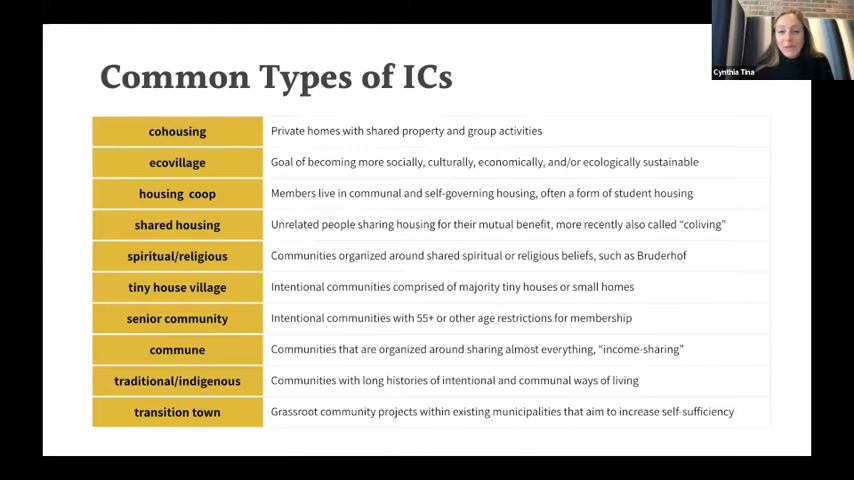 Cynthia Tina
Common Types of ICs
cohousing Private homes with shared property and group activities
ecovillage Goal of becoming more socially, culturally, economically, and/or ecologically sustainable
housing coop Members live in communal and self-governing housing, often a form of student housing
shared housing Unrelated people sharing housing for their mutual benefit, more recently also called “coliving”
spiritual/religious Communities organized around shared spiritual or religious beliefs, such as Bruderhof
tiny house village Intentional communities comprised of majority tiny houses or small homes
senior community Intentional communities with 55+ or other age restrictions for membership
commune Communities that are organized around sharing almost everything, “income-sharing”
traditional/indigenous Communities with long histories of intentional and communal ways of living
transition town Grassroot community projects within existing municipalities that aim to increase self-sufficiency